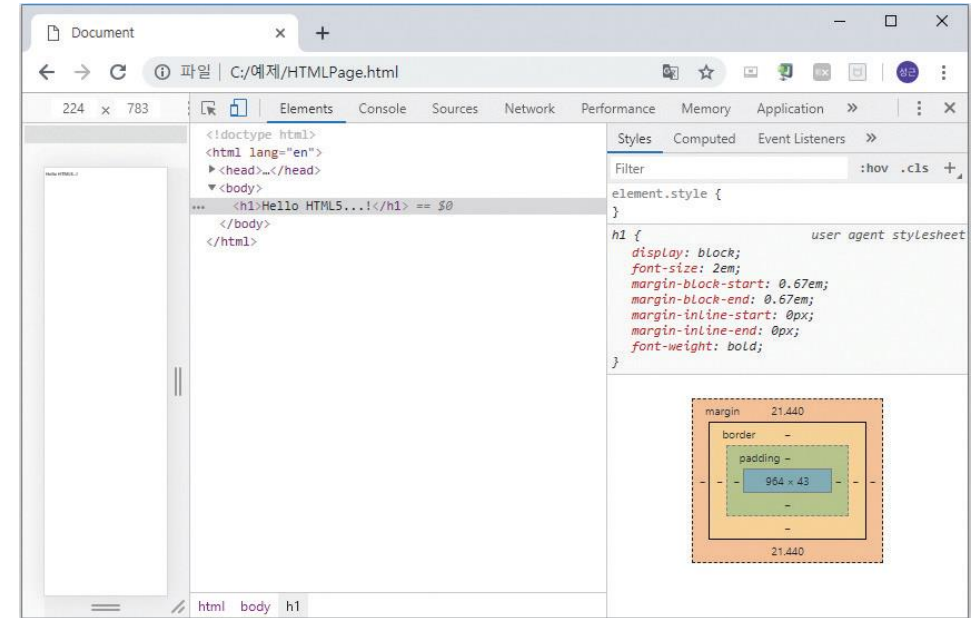 Document
파일 | C:/예제/HTMLPage.html
성근
224 x 783
Elements Console Sources Network Performance Memory Application »
<!doctype html>
<html lang="en">
<head>…</head>
<body>
<h1>Hello HTML5...!</h1> == $0
</body>
</html>
html body h1
Hello HTML5...!
Styles Computed Event Listeners »
Filter :hov .cls +
element.style {
}
h1 { user agent stylesheet
display: block;
font-size: 2em;
margin-block-start: 0.67em;
margin-block-end: 0.67em;
margin-inline-start: 0px;
margin-inline-end: 0px;
font-weight: bold;
}
margin 21.440
border –
padding –
– – – 964 × 43 – – –
–
–
21.440